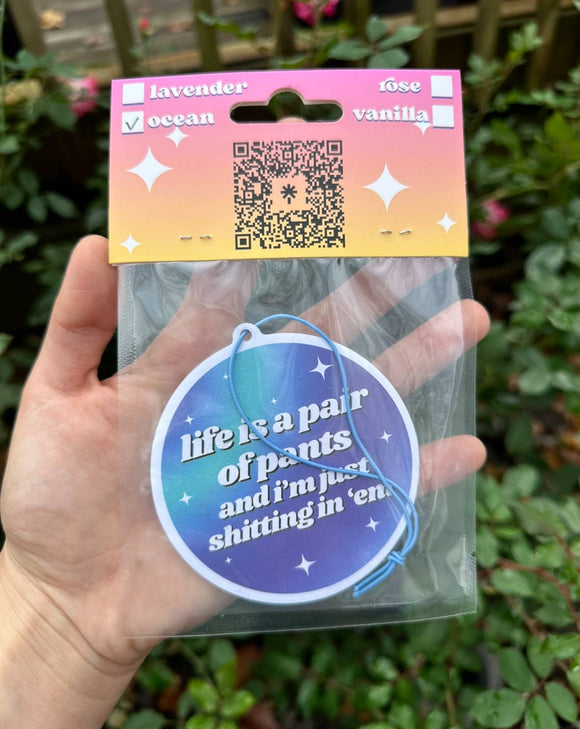 lavender
rose
ocean
vanilla
life is a pair
of pants
and i'm just
shitting in 'em